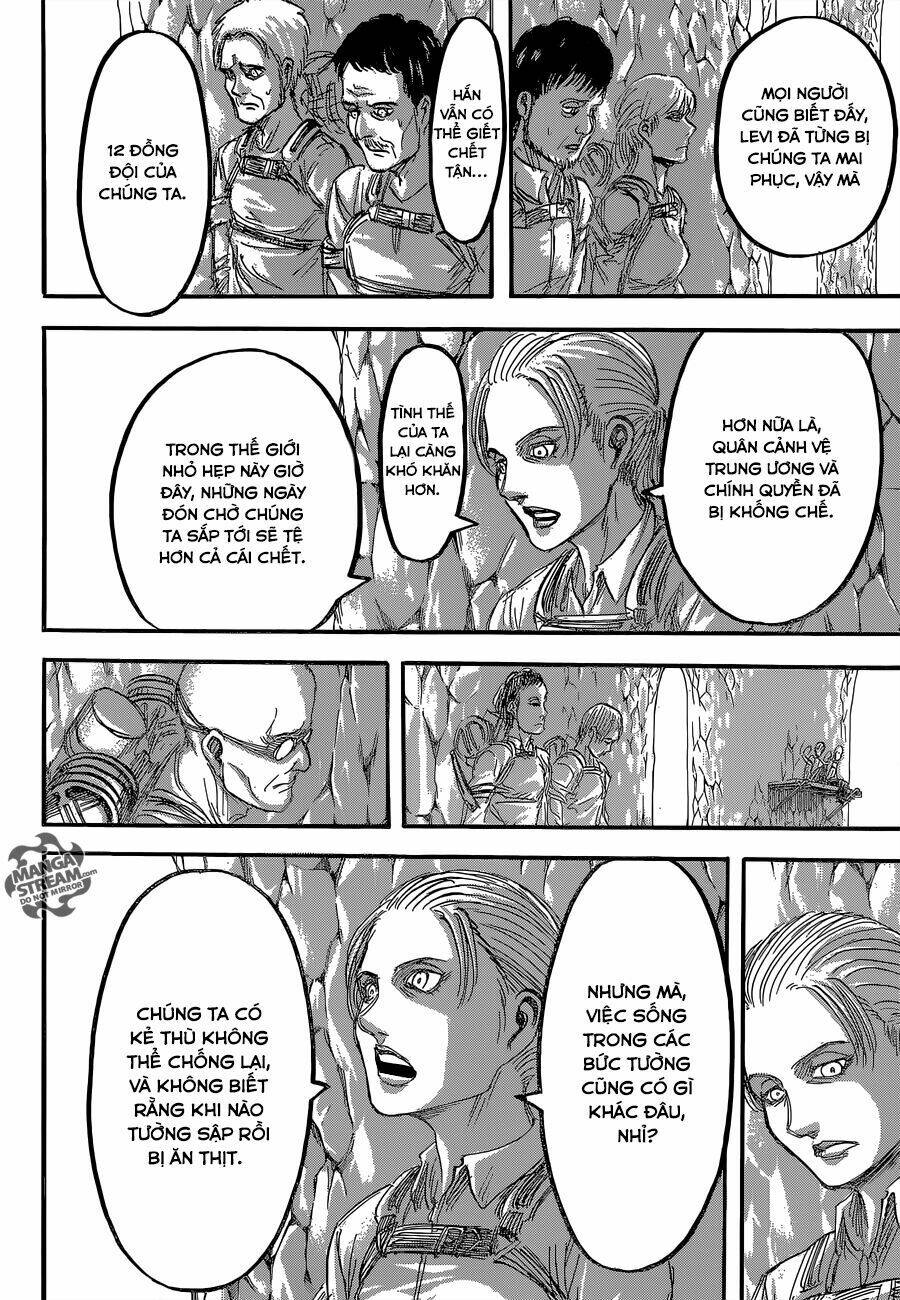 MỌI NGƯỜI
CŨNG BIẾT ĐẤY,
LEVI ĐÃ TỪNG BỊ
CHÚNG TA MAI
PHỤC, VẬY MÀ
HẮN
VẪN CÓ
THỂ GIẾT
CHẾT
TẬN...
12 ĐỒNG
ĐỘI CỦA
CHÚNG TA.
HƠN NỮA LÀ,
QUÂN CẢNH VỆ
TRUNG ƯƠNG VÀ
CHÍNH QUYỀN ĐÃ
BỊ KHỐNG CHẾ.
TÌNH THẾ
CỦA TA
LẠI CÀNG
KHÓ KHĂN
HƠN.
TRONG THẾ GIỚI
NHỎ HẸP NÀY GIỜ
ĐÂY, NHỮNG NGÀY
ĐÓN CHỜ CHÚNG
TA SẮP TỚI SẼ TỆ
HƠN CẢ CÁI CHẾT.
MANGA
STREAM.com
DO NOT MIRROR
NHƯNG MÀ,
VIỆC SỐNG
TRONG CÁC
BỨC TƯỜNG
CŨNG CÓ GÌ
KHÁC ĐÂU,
NHỈ?
CHÚNG TA CÓ
KẺ THÙ KHÔNG
THỂ CHỐNG LẠI,
VÀ KHÔNG BIẾT
RẰNG KHI NÀO
TƯỜNG SẬP RỒI
BỊ ĂN THỊT.